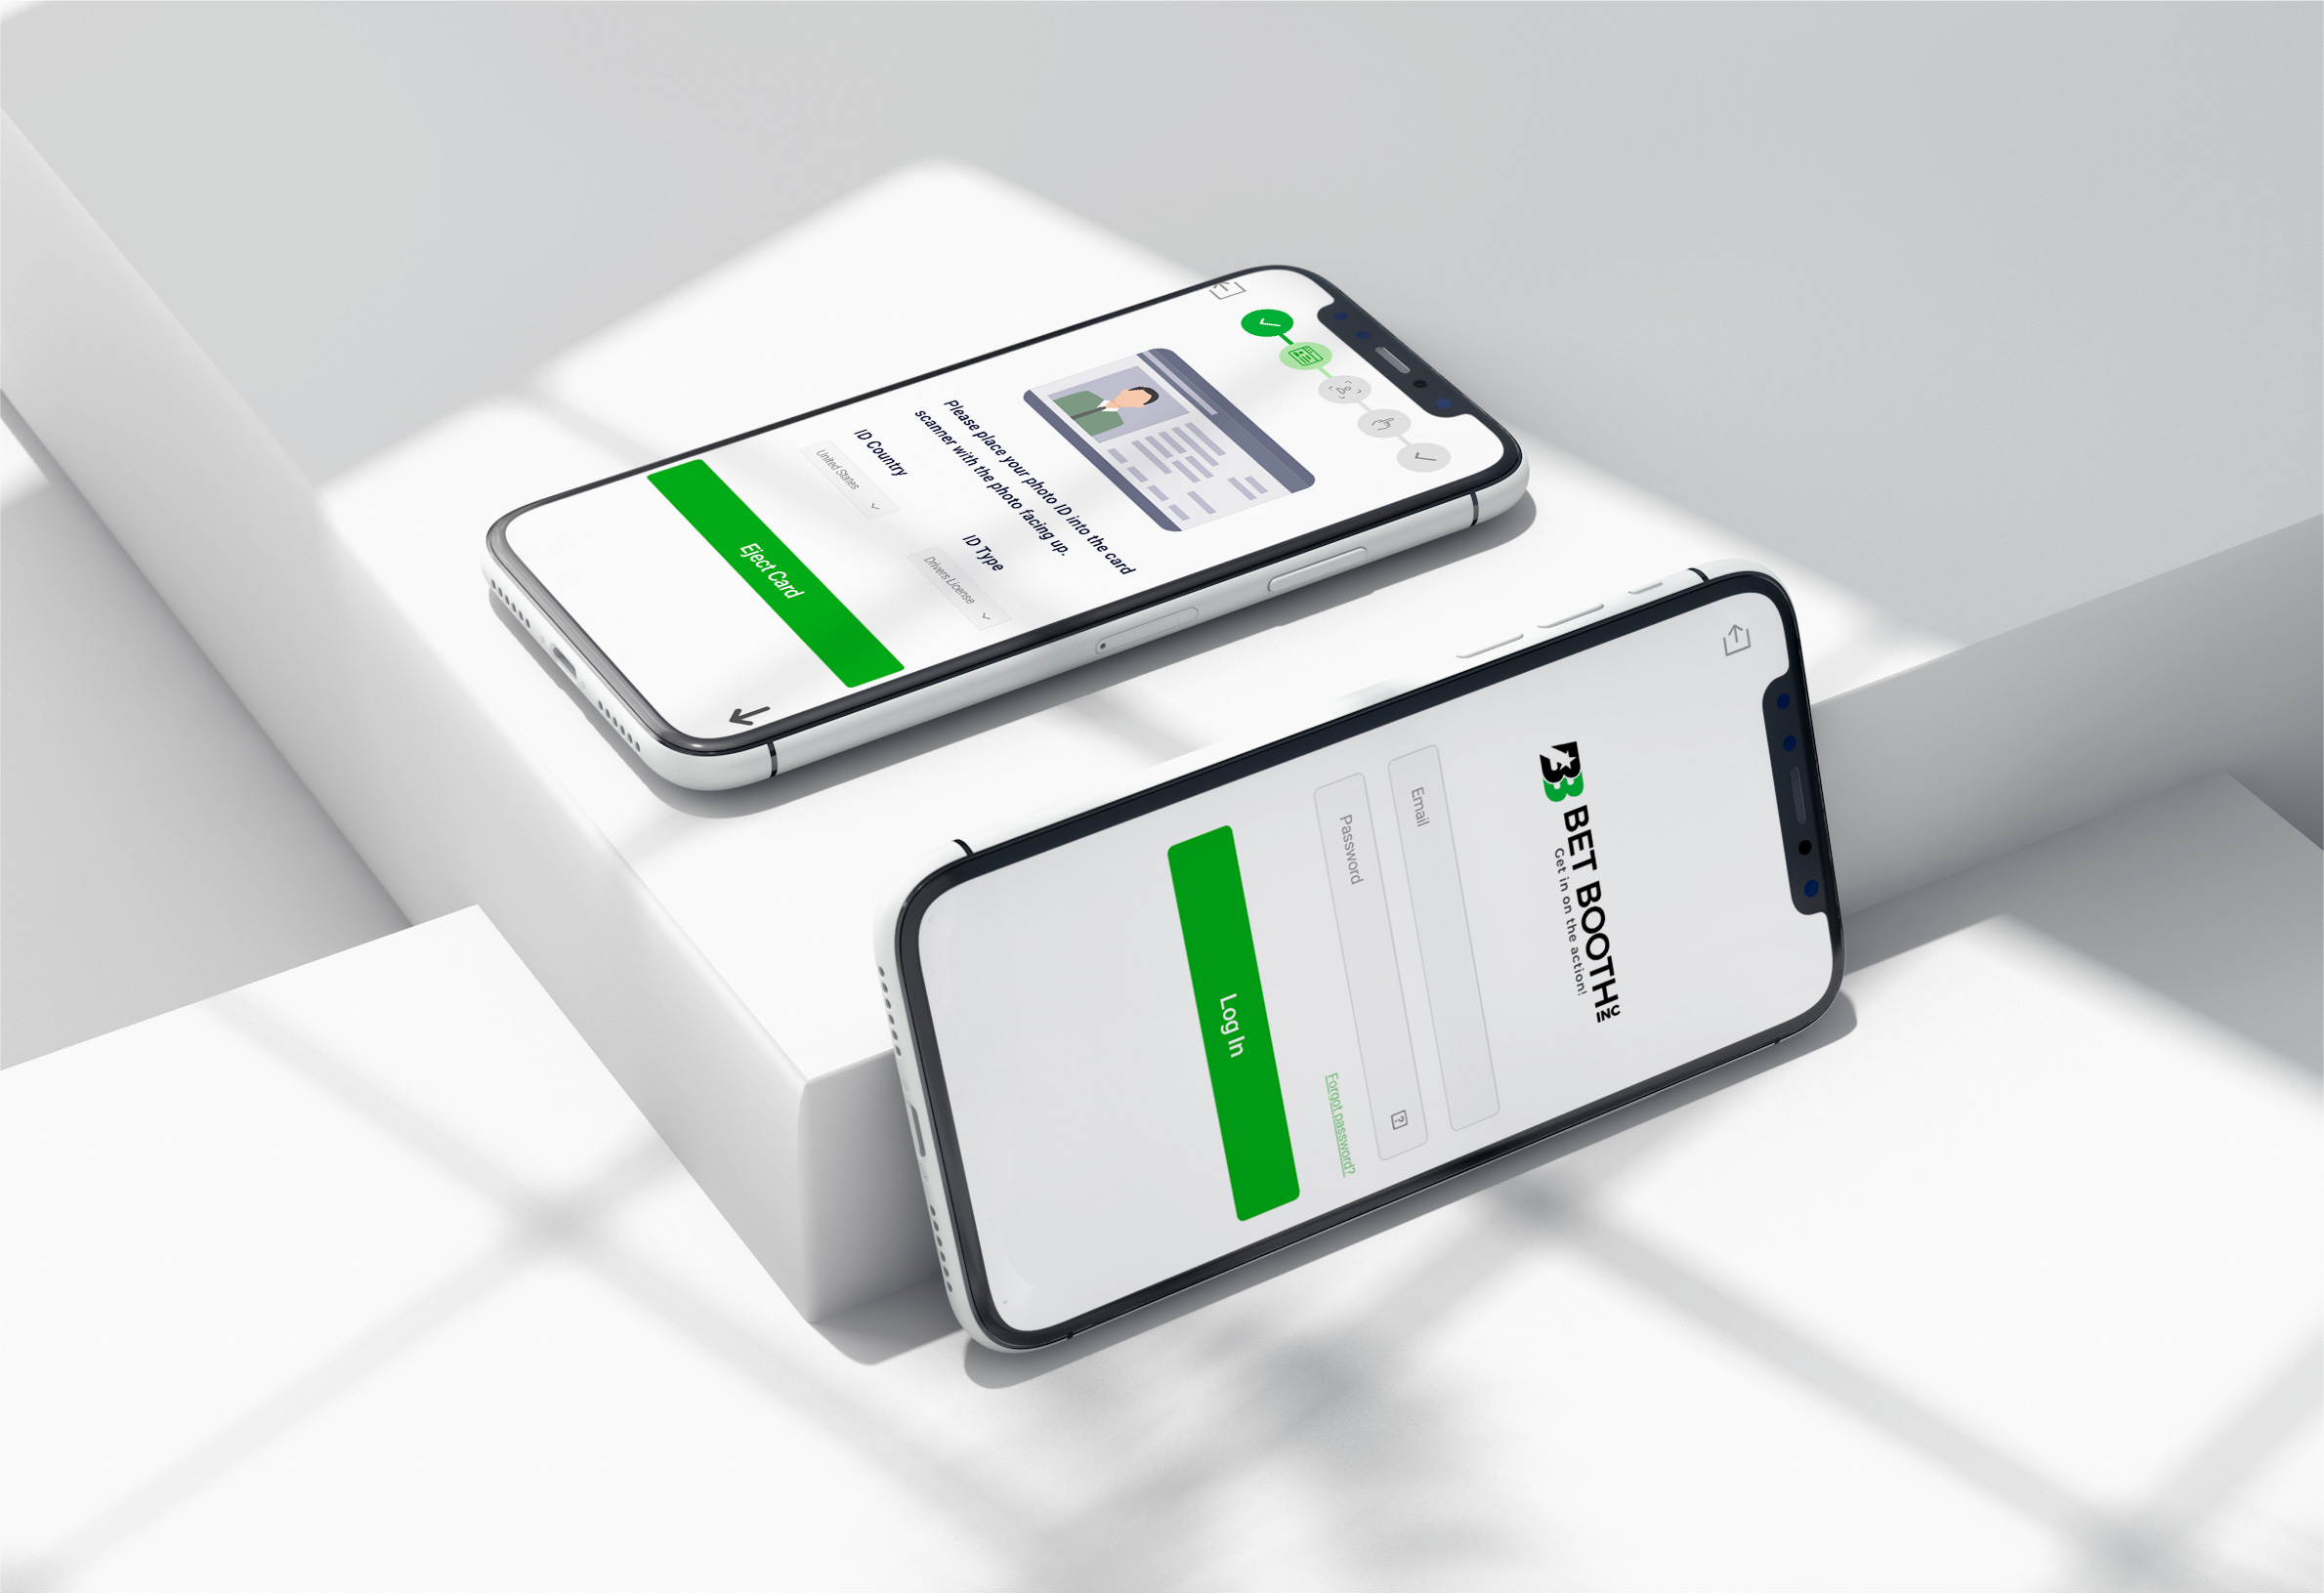 Please place your photo ID into the card
scanner with the photo facing up.
ID Country
ID Type
United States
Drivers License
Eject Card
BET BOOTH INC
Get in on the action!
Email
Password
Forgot password?
Log In